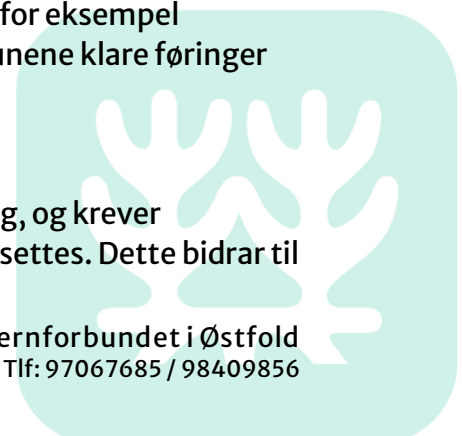 for eksempel
unene klare føringer
g, og krever
settes. Dette bidrar til
ernforbundet i Østfold
Tlf: 97067685 / 98409856